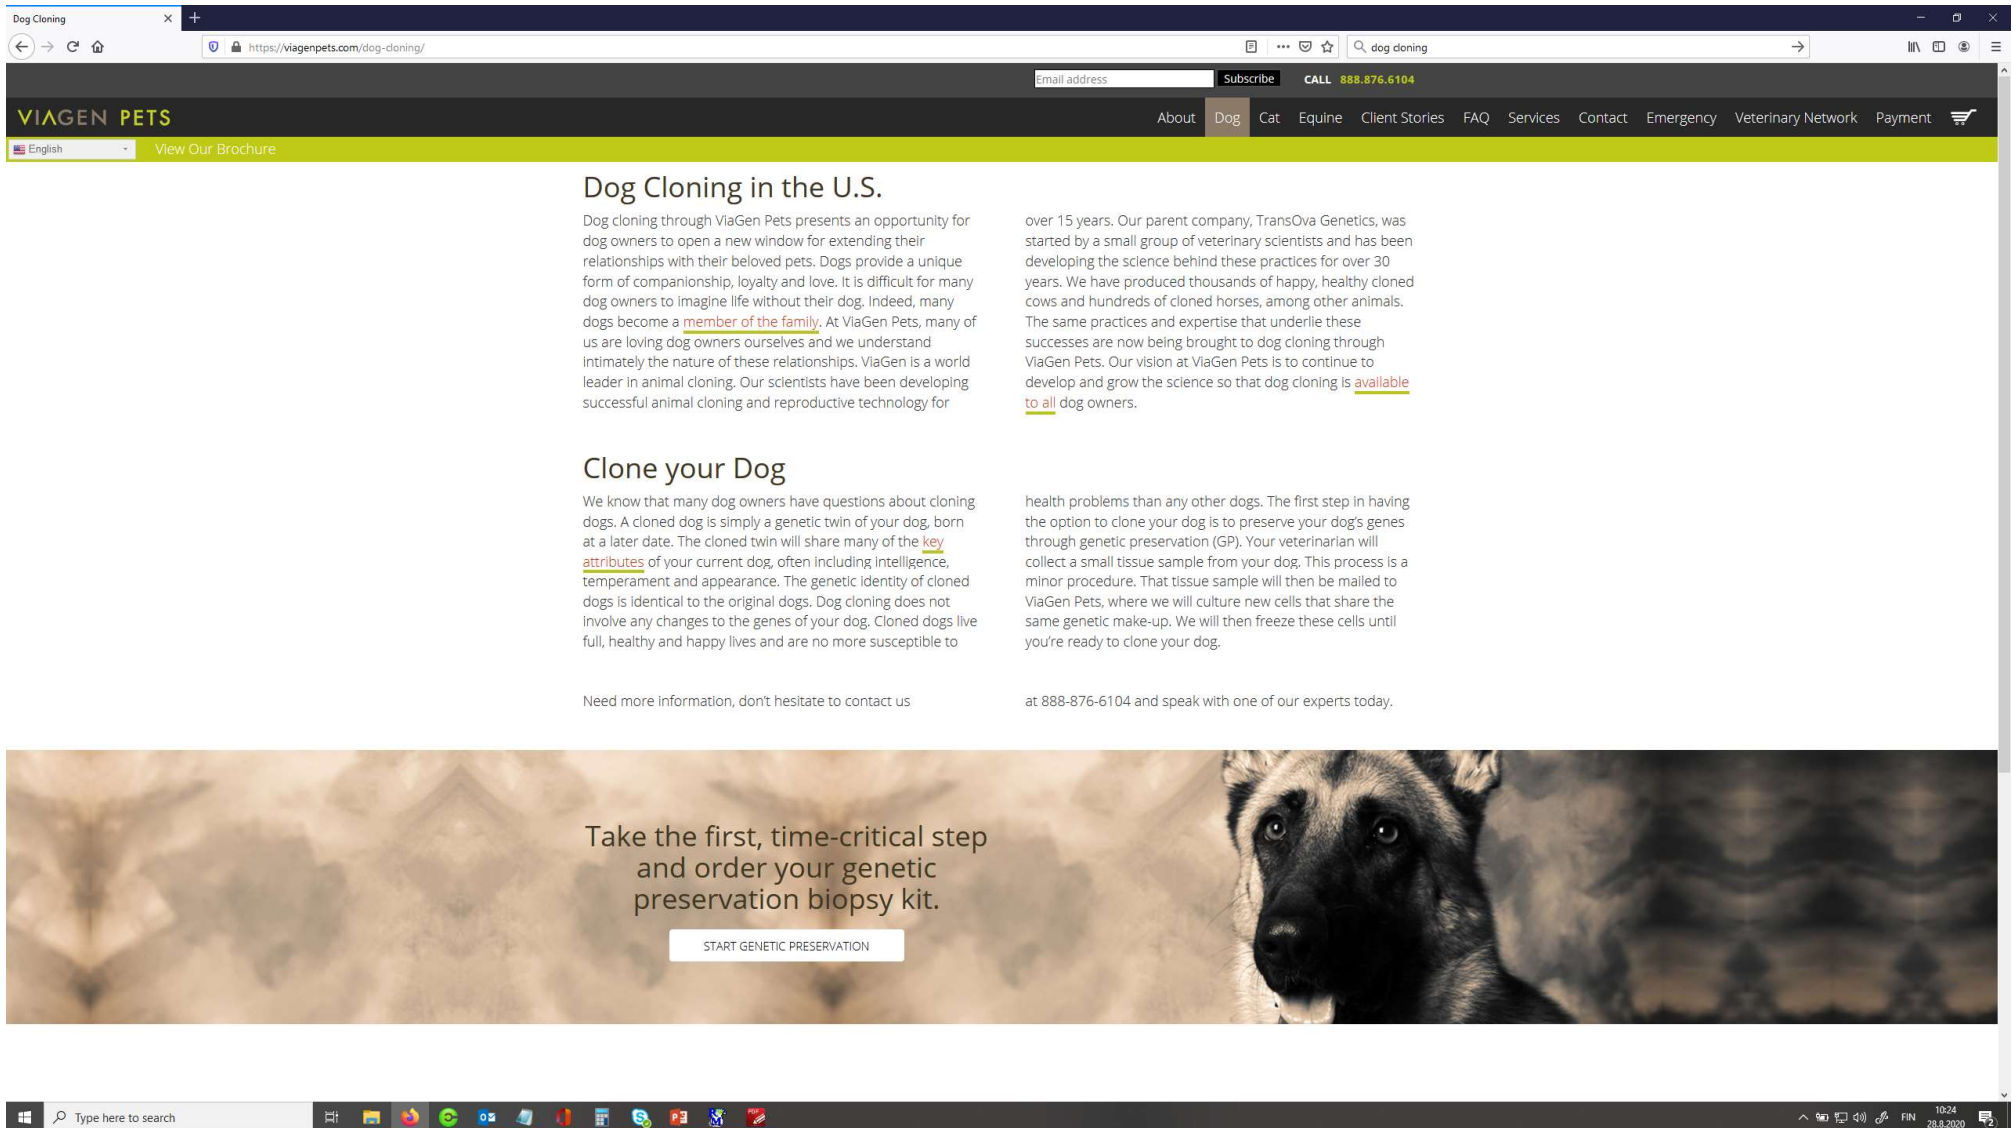 Dog Cloning
https://viagenpets.com/dog-cloning/
dog cloning
Email address
Subscribe
CALL 888.876.6104
VIAGEN PETS
About Dog Cat Equine Client Stories FAQ Services Contact Emergency Veterinary Network Payment
English
View Our Brochure
Dog Cloning in the U.S.
Dog cloning through ViaGen Pets presents an opportunity for
dog owners to open a new window for extending their
relationships with their beloved pets. Dogs provide a unique
form of companionship, loyalty and love. It is difficult for many
dog owners to imagine life without their dog. Indeed, many
dogs become a member of the family. At ViaGen Pets, many of
us are loving dog owners ourselves and we understand
intimately the nature of these relationships. ViaGen is a world
leader in animal cloning. Our scientists have been developing
successful animal cloning and reproductive technology for
over 15 years. Our parent company, TransOva Genetics, was
started by a small group of veterinary scientists and has been
developing the science behind these practices for over 30
years. We have produced thousands of happy, healthy cloned
cows and hundreds of cloned horses, among other animals.
The same practices and expertise that underlie these
successes are now being brought to dog cloning through
ViaGen Pets. Our vision at ViaGen Pets is to continue to
develop and grow the science so that dog cloning is available
to all dog owners.
Clone your Dog
We know that many dog owners have questions about cloning
dogs. A cloned dog is simply a genetic twin of your dog, born
at a later date. The cloned twin will share many of the key
attributes of your current dog, often including intelligence,
temperament and appearance. The genetic identity of cloned
dogs is identical to the original dogs. Dog cloning does not
involve any changes to the genes of your dog. Cloned dogs live
full, healthy and happy lives and are no more susceptible to
health problems than any other dogs. The first step in having
the option to clone your dog is to preserve your dog's genes
through genetic preservation (GP). Your veterinarian will
collect a small tissue sample from your dog. This process is a
minor procedure. That tissue sample will then be mailed to
ViaGen Pets, where we will culture new cells that share the
same genetic make-up. We will then freeze these cells until
you're ready to clone your dog.
Need more information, don't hesitate to contact us
at 888-876-6104 and speak with one of our experts today.
Take the first, time-critical step
and order your genetic
preservation biopsy kit.
START GENETIC PRESERVATION
Type here to search
FIN
10:24
28.8.2020